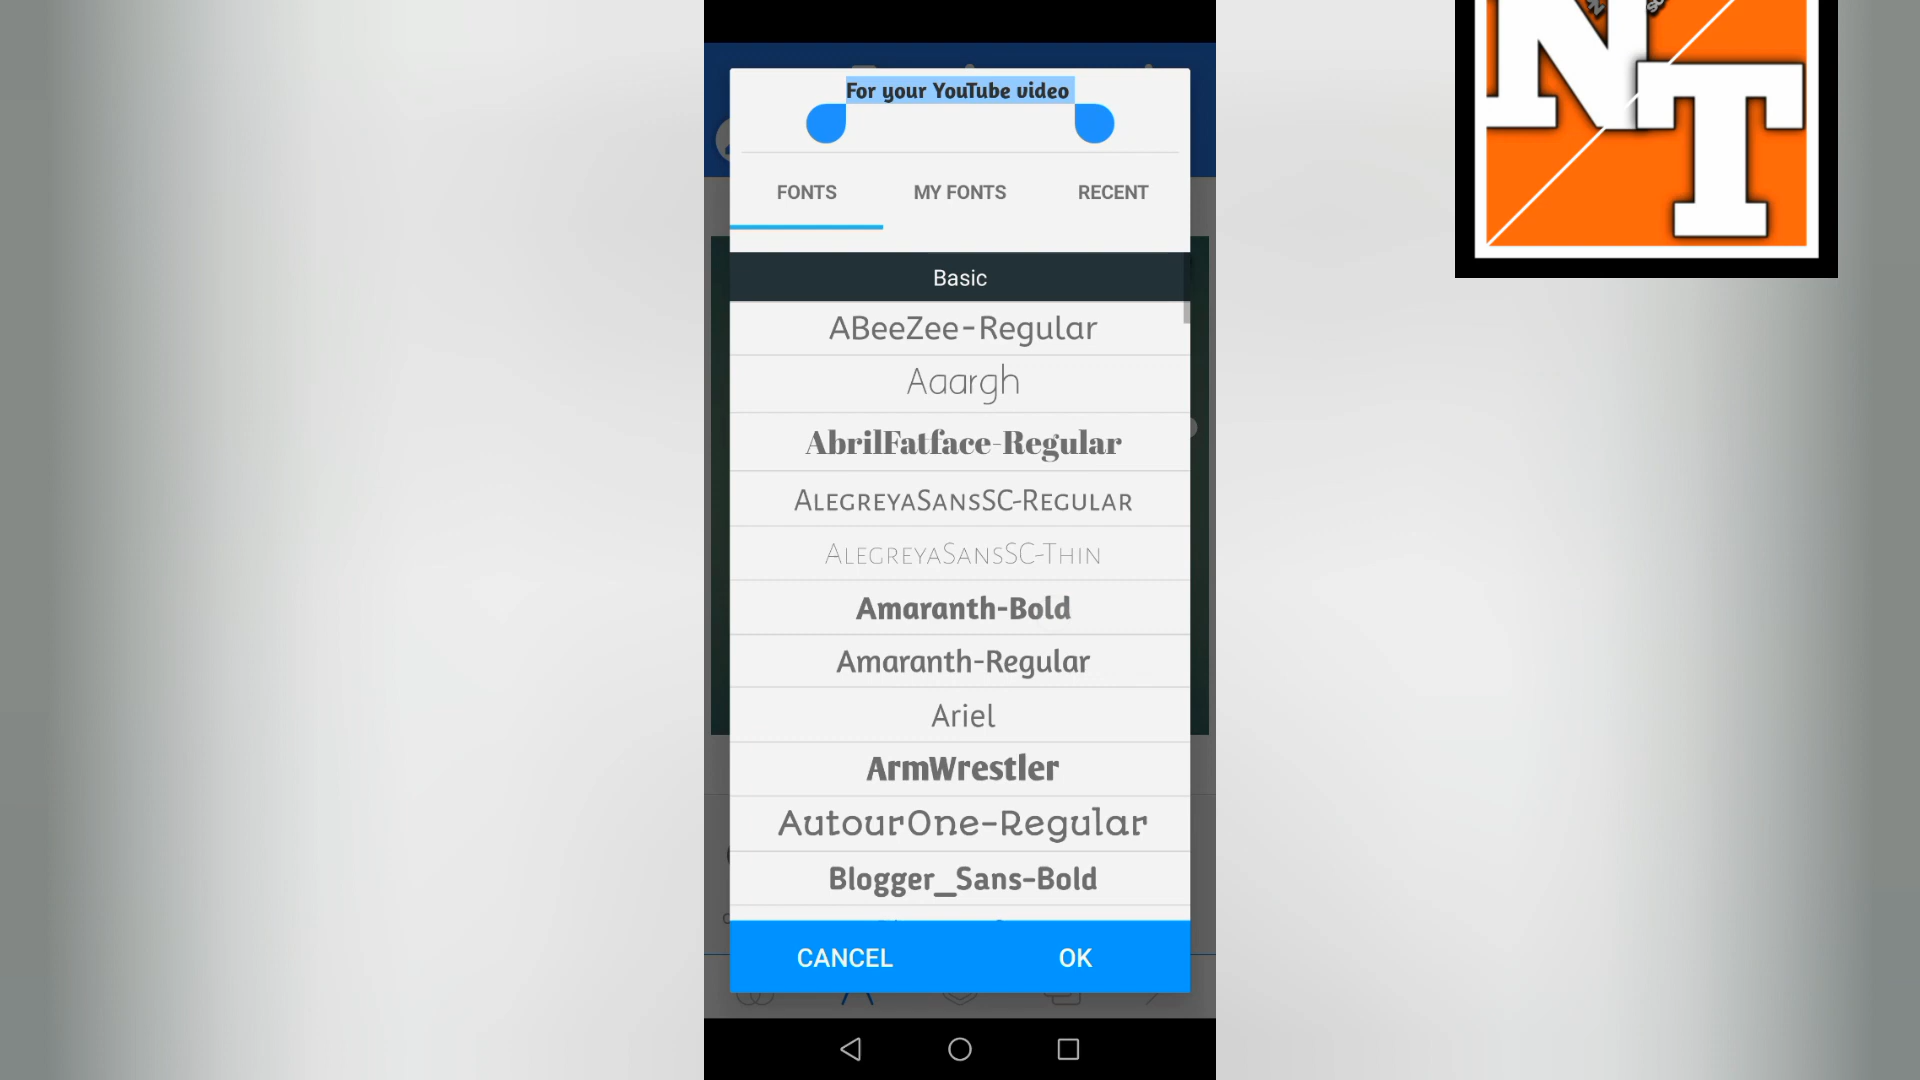 For your YouTube video
NT
FONTS MY FONTS RECENT
Basic
ABeeZee-Regular
Aaargh
AbrilFatface-Regular
AlegreyaSansSC-Regular
AlegreyaSansSC-Thin
Amaranth-Bold
Amaranth-Regular
Ariel
ArmWrestler
AutourOne-Regular
Blogger_Sans-Bold
CANCEL OK